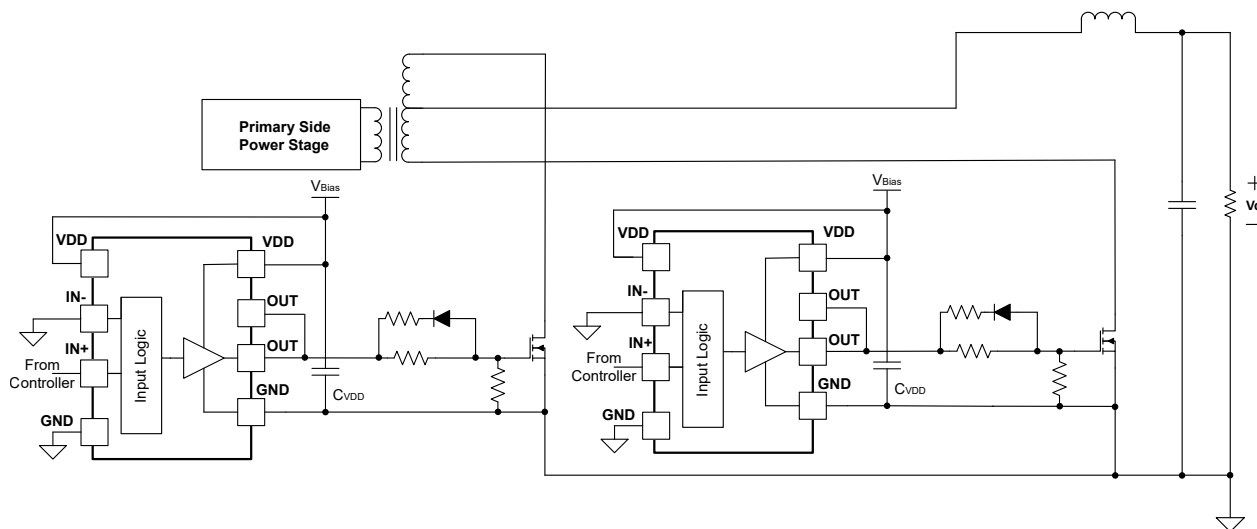 Primary Side
Power Stage
VBias
VDD
VDD
IN-
OUT
IN+
OUT
From
Controller
Input Logic
GND
GND
CVDD
VBias
VDD
VDD
IN-
OUT
IN+
OUT
From
Controller
Input Logic
GND
GND
CVDD
+
–